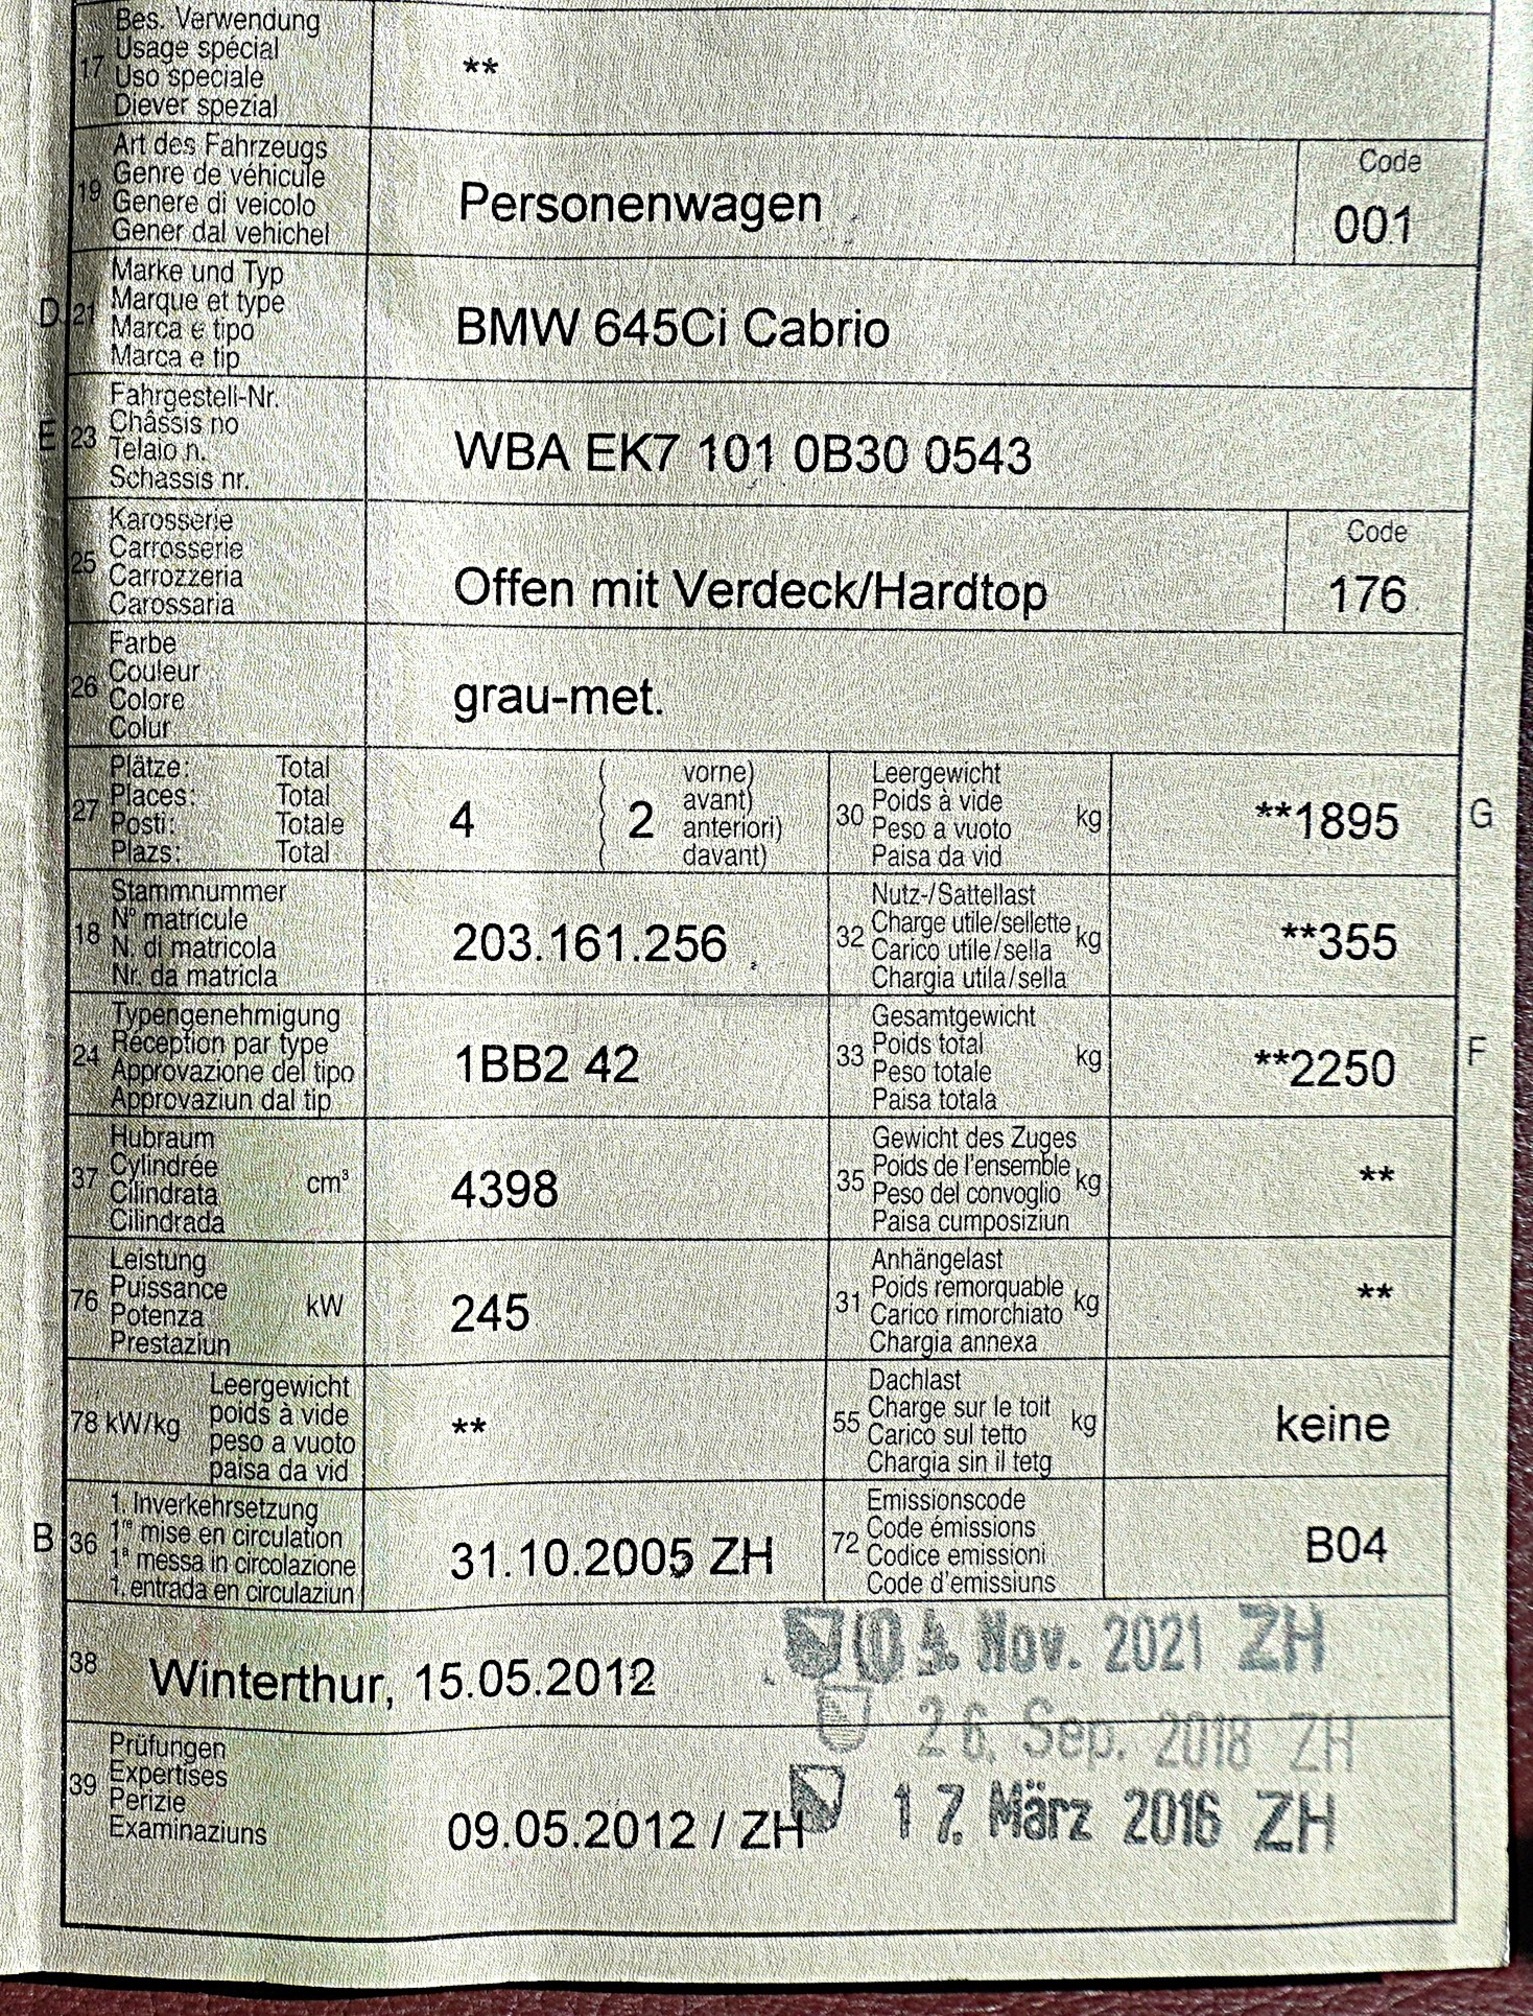 17 Bes. Verwendung
Usage spécial
Uso speciale
Diever spezial
**
19 Art des Fahrzeugs
Genre de véhicule
Genere di veicolo
Gener dal vehichel
Personenwagen
Code
001
D 21 Marke und Typ
Marque et type
Marca e tipo
Marca e tip
BMW 645Ci Cabrio
E 23 Fahrgestell-Nr.
Châssis no
Telaio n.
Schassis nr.
WBA EK7 101 0B30 0543
25 Karosserie
Carrosserie
Carrozzeria
Carossaria
Offen mit Verdeck/Hardtop
Code
176
26 Farbe
Couleur
Colore
Colur
grau-met.
27 Plätze: Total
Places: Total
Posti: Totale
Plazs: Total
4
( 2 vorne)
avant)
anteriori)
davant)
30 Leergewicht
Poids à vide
Peso a vuoto
Paisa da vid
kg
**1895
G
18 Stammnummer
N° matricule
N. di matricola
Nr. da matricla
203.161.256
32 Nutz-/Sattellast
Charge utile/sellette
Carico utile/sella
Chargia utila/sella
kg
**355
24 Typengenehmigung
Réception par type
Approvazione del tipo
Approvaziun dal tip
1BB2 42
33 Gesamtgewicht
Poids total
Peso totale
Paisa totala
kg
**2250
F
37 Hubraum
Cylindrée
Cilindrata
Cilindrada
cm³
4398
35 Gewicht des Zuges
Poids de l'ensemble
Peso del convoglio
Paisa cumposiziun
kg
**
76 Leistung
Puissance
Potenza
Prestaziun
kW
245
31 Anhängelast
Poids remorquable
Carico rimorchiato
Chargia annexa
kg
**
78 kW/kg Leergewicht
poids à vide
peso a vuoto
paisa da vid
**
55 Dachlast
Charge sur le toit
Carico sul tetto
Chargia sin il tetg
kg
keine
B 36 1. Inverkehrsetzung
1re mise en circulation
1a messa in circolazione
1. entrada en circulaziun
31.10.2005 ZH
72 Emissionscode
Code émissions
Codice emissioni
Code d'emissiuns
B04
38 Winterthur, 15.05.2012
Nov. 2021 ZH
26. Sep. 2018 ZH
39 Prüfungen
Expertises
Perizie
Examinaziuns
09.05.2012 / ZH
17. März 2016 ZH